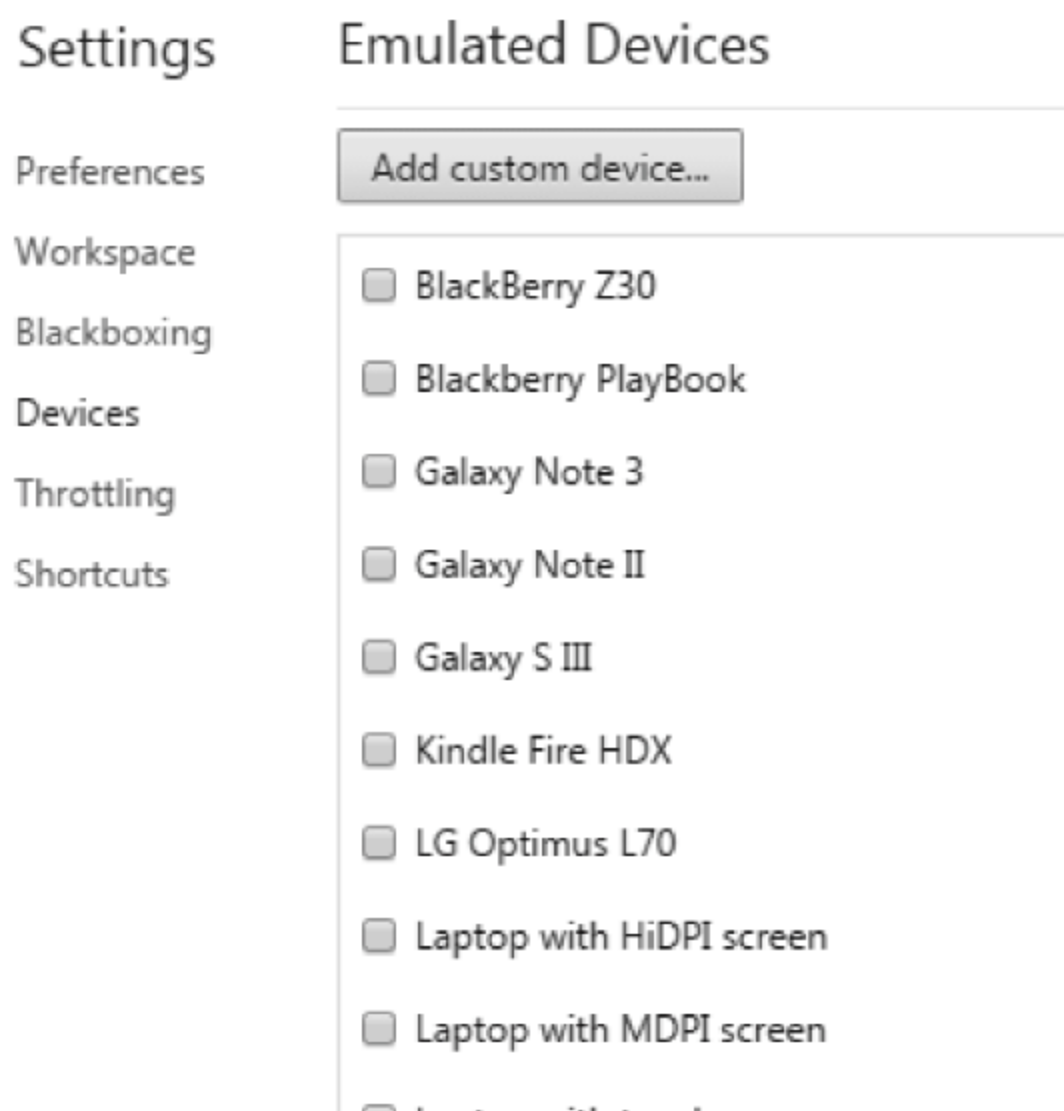 Settings
Preferences
Workspace
Blackboxing
Devices
Throttling
Shortcuts
Emulated Devices
Add custom device...
BlackBerry Z30
Blackberry PlayBook
Galaxy Note 3
Galaxy Note II
Galaxy S III
Kindle Fire HDX
LG Optimus L70
Laptop with HiDPI screen
Laptop with MDPI screen